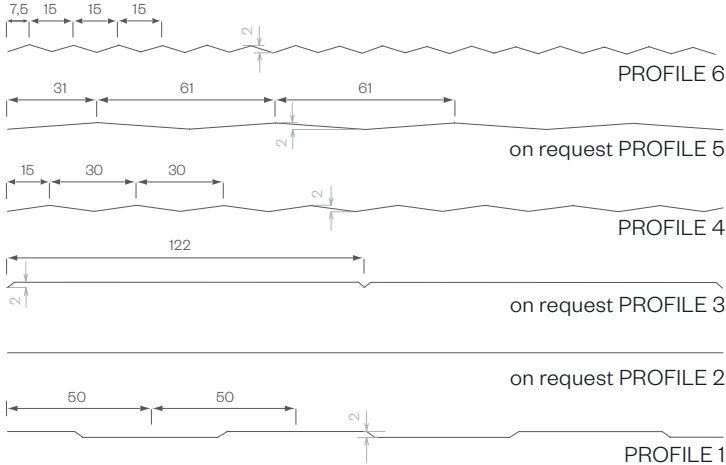 7,5 15 15 15
2
PROFILE 6
31 61 61
2
on request PROFILE 5
15 30 30
2
PROFILE 4
122
2
on request PROFILE 3
on request PROFILE 2
50 50
2
PROFILE 1